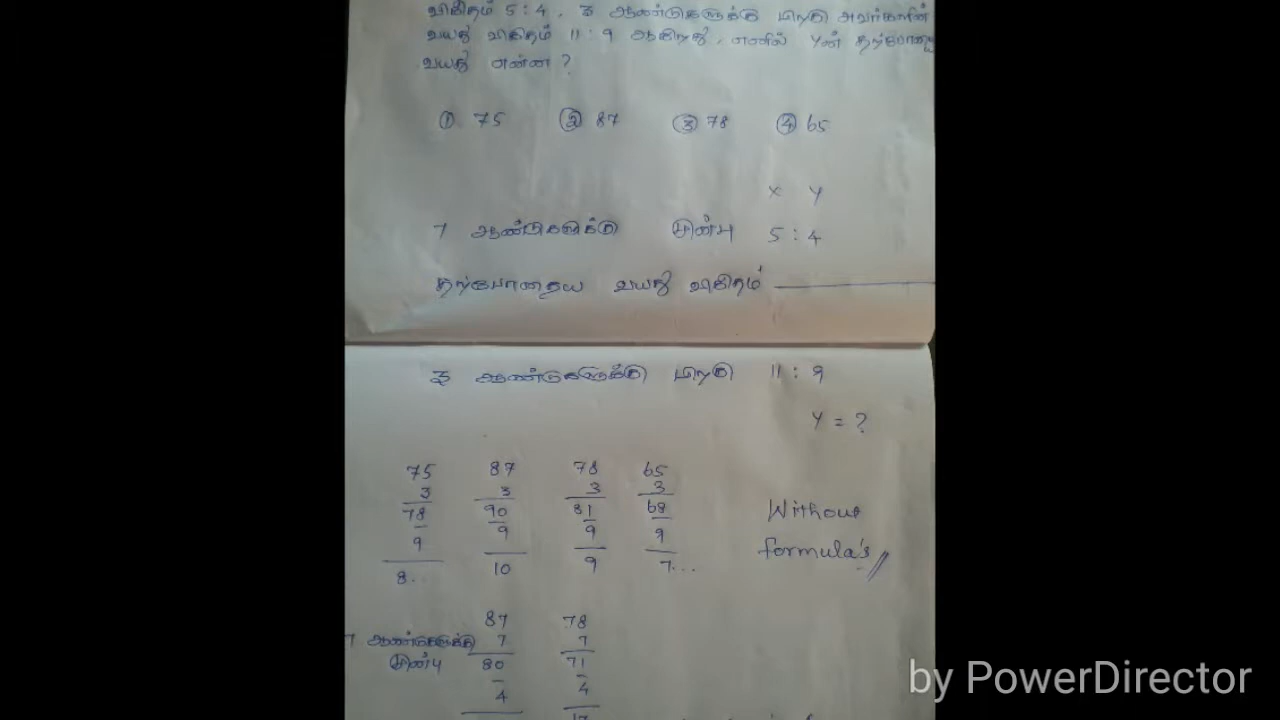 விகிதம் 5 : 4 . 3 ஆண்டுகளுக்கு பிறகு அவர்களின்
வயது விகிதம் 11 : 9 ஆகிறது . எனில் Yன் தற்போதைய
வயது என்ன ?
① 75 ② 87 ③ 78 ④ 65
X Y
7 ஆண்டுகளுக்கு முன்பு 5 : 4
தற்போதைய வயது விகிதம்
3 ஆண்டுகளுக்கு பிறகு 11 : 9
Y = ?
75 87 78 65
3 3 3 3
78 90 81 68
9 9 9 9
8.. 10 9 7...
Without
formula's
87 78
7 ஆண்டுகளுக்கு 7 7
முன்பு 80 71
4 4
17
by PowerDirector